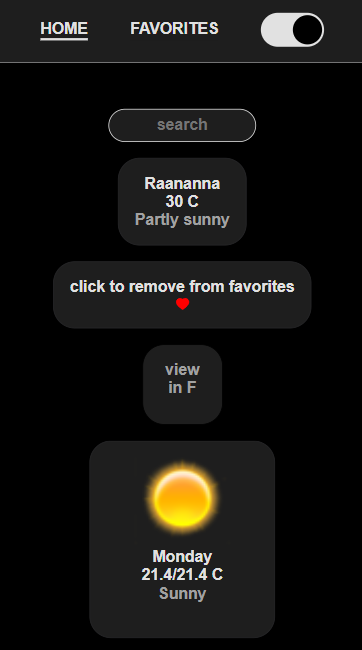 HOME FAVORITES
search
Raananna
30 C
Partly sunny
click to remove from favorites
view
in F
Monday
21.4/21.4 C
Sunny